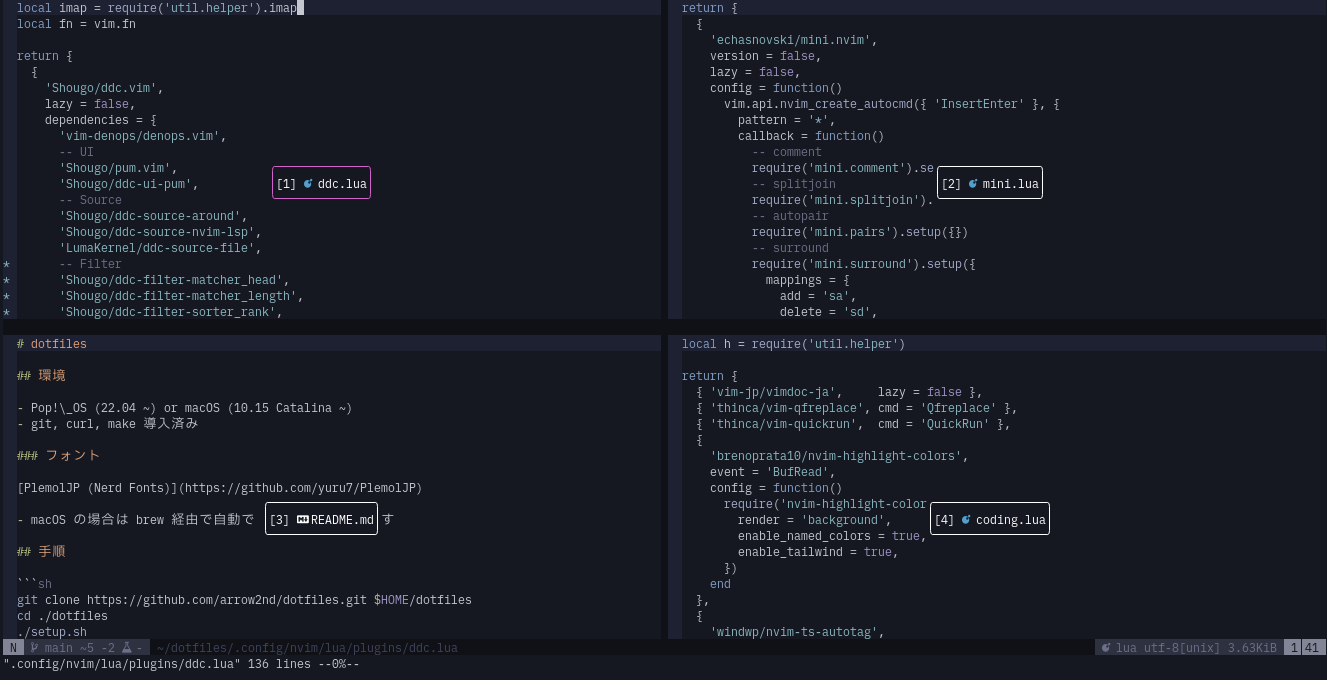 local imap = require('util.helper').imap
local fn = vim.fn
return {
{
'Shougo/ddc.vim',
lazy = false,
dependencies = {
'vim-denops/denops.vim',
-- UI
'Shougo/pum.vim',
'Shougo/ddc-ui-pum',
-- Source
'Shougo/ddc-source-around',
'Shougo/ddc-source-nvim-lsp',
'LumaKernel/ddc-source-file',
* -- Filter
* 'Shougo/ddc-filter-matcher_head',
* 'Shougo/ddc-filter-matcher_length',
* 'Shougo/ddc-filter-sorter_rank',
[1] ddc.lua
return {
{
'echasnovski/mini.nvim',
version = false,
lazy = false,
config = function()
vim.api.nvim_create_autocmd({ 'InsertEnter' }, {
pattern = '*',
callback = function()
-- comment
require('mini.comment').se
-- splitjoin
require('mini.splitjoin').
-- autopair
require('mini.pairs').setup({})
-- surround
require('mini.surround').setup({
mappings = {
add = 'sa',
delete = 'sd',
[2] mini.lua
# dotfiles
## 環境
- Pop!\_OS (22.04 ~) or macOS (10.15 Catalina ~)
- git, curl, make 導入済み
### フォント
[PlemolJP (Nerd Fonts)](https://github.com/yuru7/PlemolJP)
- macOS の場合は brew 経由で自動で [3] README.md す
## 手順
```sh
git clone https://github.com/arrow2nd/dotfiles.git $HOME/dotfiles
cd ./dotfiles
./setup.sh
local h = require('util.helper')
return {
{ 'vim-jp/vimdoc-ja', lazy = false },
{ 'thinca/vim-qfreplace', cmd = 'Qfreplace' },
{ 'thinca/vim-quickrun', cmd = 'QuickRun' },
{
'brenoprata10/nvim-highlight-colors',
event = 'BufRead',
config = function()
require('nvim-highlight-color
render = 'background',
enable_named_colors = true,
enable_tailwind = true,
})
end
},
{
'windwp/nvim-ts-autotag',
[4] coding.lua
N main ~5 -2 - ~/dotfiles/.config/nvim/lua/plugins/ddc.lua lua utf-8[unix] 3.63KiB 1 41
".config/nvim/lua/plugins/ddc.lua" 136 lines --0%--